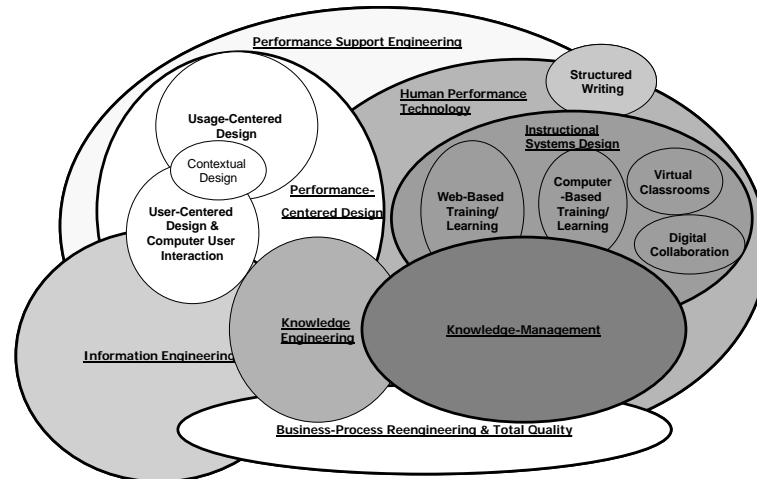 Performance Support Engineering
Structured
Writing
Human Performance
Technology
Usage-Centered
Design
Instructional
Systems Design
Contextual
Design
Virtual
Classrooms
Performance-
Centered Design
Web-Based
Training/
Learning
Computer
-Based
Training/
Learning
User-Centered
Design &
Computer User
Interaction
Digital
Collaboration
Knowledge
Engineering
Knowledge-Management
Information Engineering
Business-Process Reengineering & Total Quality